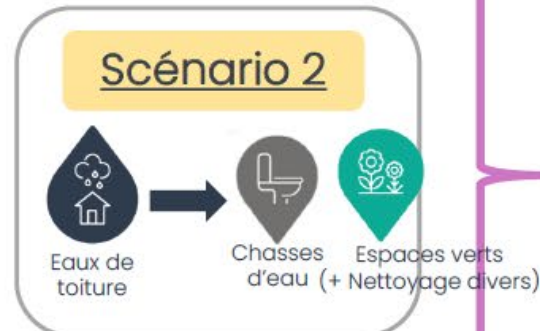 Scénario 2
Eaux de
toiture
Chasses
d'eau
Espaces verts
(+ Nettoyage divers)